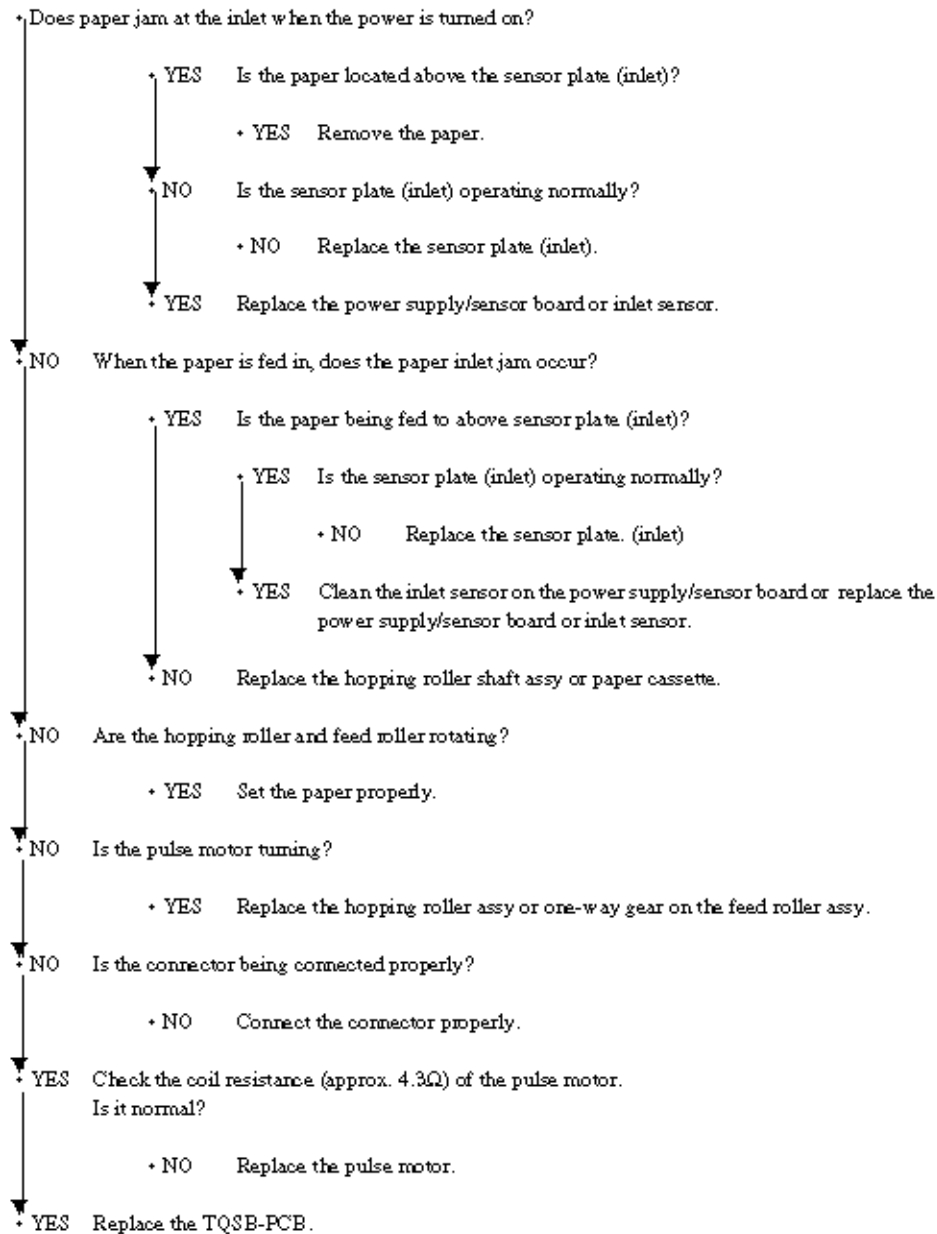 Does paper jam at the inlet when the power is turned on?
YES Is the paper located above the sensor plate (inlet)?
YES Remove the paper.
NO Is the sensor plate (inlet) operating normally?
NO Replace the sensor plate (inlet).
YES Replace the power supply/sensor board or inlet sensor.
NO When the paper is fed in, does the paper inlet jam occur?
YES Is the paper being fed to above sensor plate (inlet)?
YES Is the sensor plate (inlet) operating normally?
NO Replace the sensor plate. (inlet)
YES Clean the inlet sensor on the power supply/sensor board or replace the
power supply/sensor board or inlet sensor.
NO Replace the hopping roller shaft assy or paper cassette.
NO Are the hopping roller and feed roller rotating?
YES Set the paper properly.
NO Is the pulse motor turning?
YES Replace the hopping roller assy or one-way gear on the feed roller assy.
NO Is the connector being connected properly?
NO Connect the connector properly.
YES Check the coil resistance (approx. 4.3Ω) of the pulse motor.
Is it normal?
NO Replace the pulse motor.
YES Replace the TQSB-PCB.